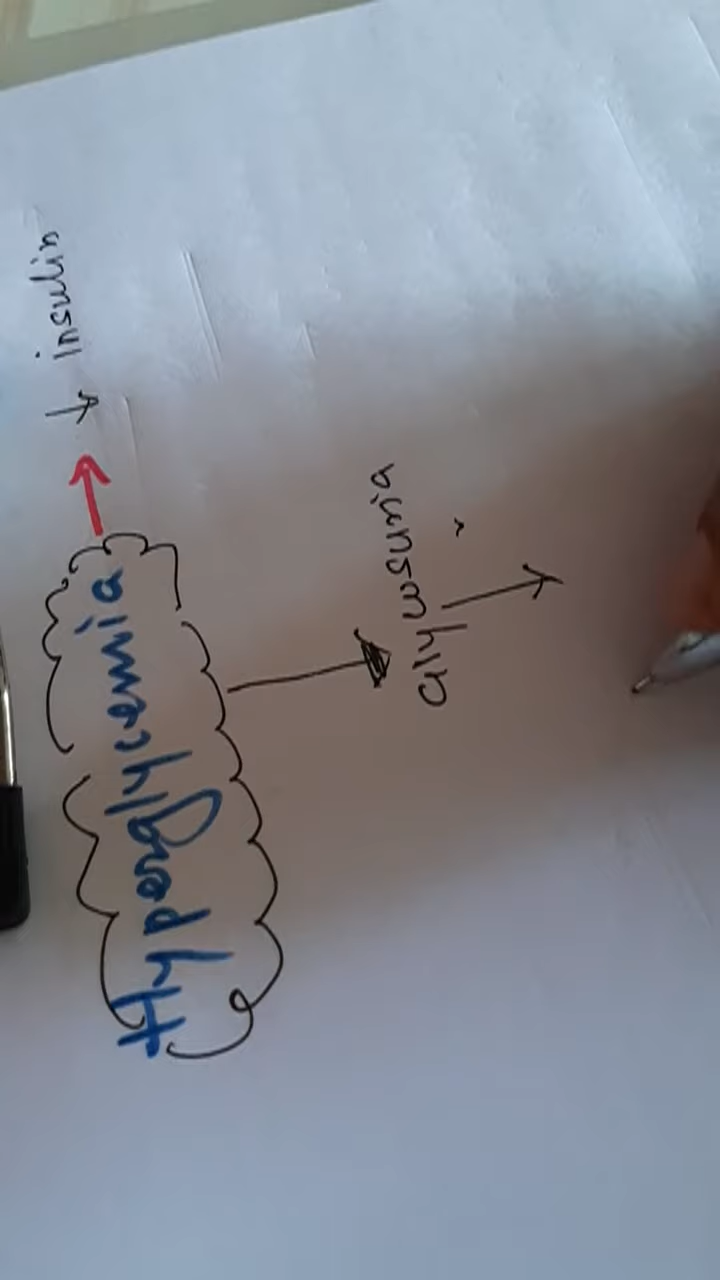 Hyperglycemia → ↓ insulin
↓
Glycosuria
↓